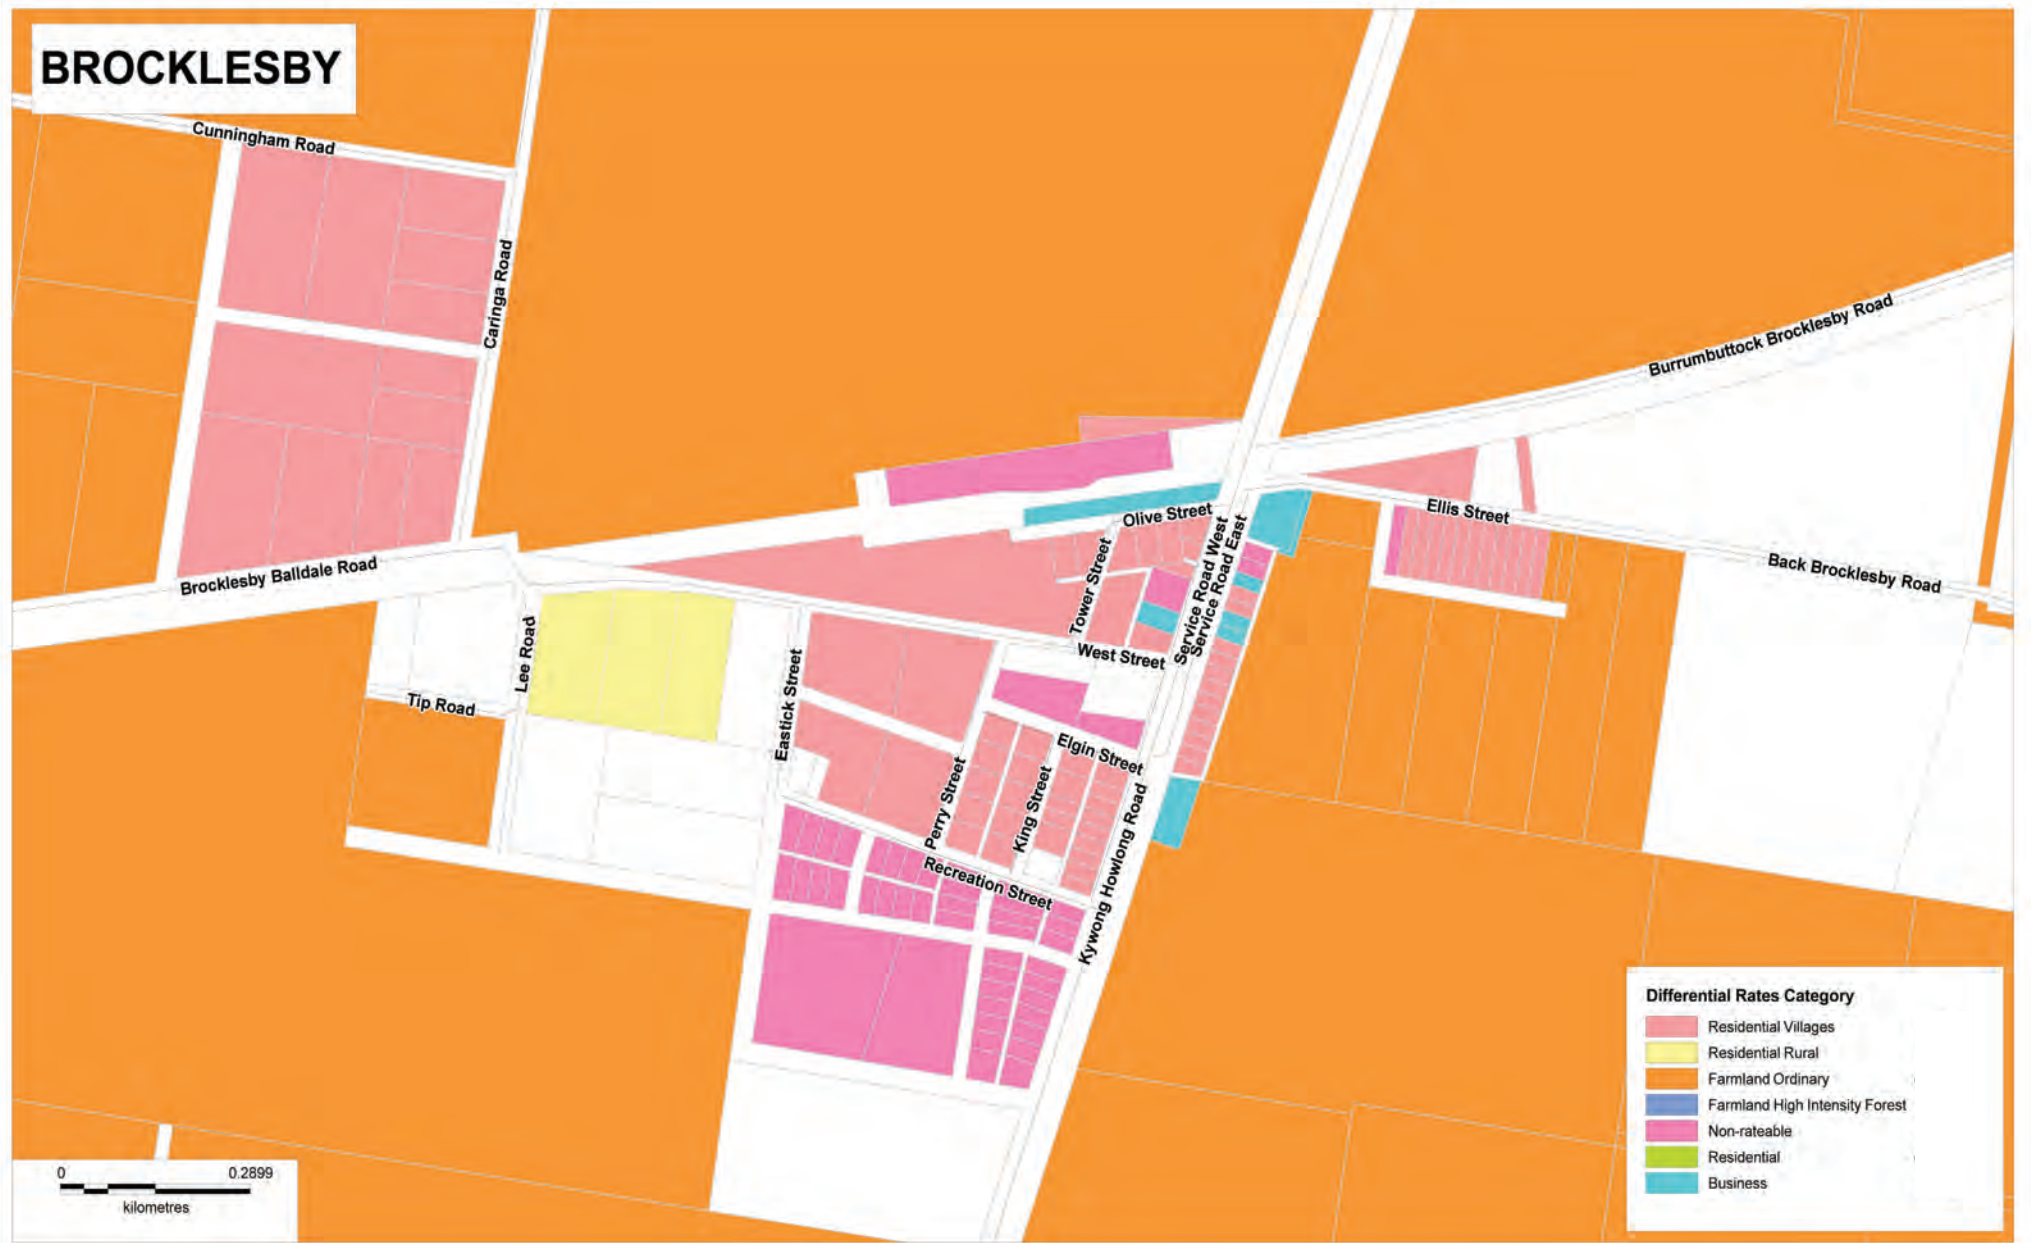 BROCKLESBY
Cunningham Road
Caringa Road
Burrumbuttock Brocklesby Road
Ellis Street
Olive Street
Service Road West
Service Road East
Tower Street
Back Brocklesby Road
Brocklesby Balldale Road
Lee Road
West Street
Tip Road
Eastick Street
Elgin Street
Perry Street
King Street
Kywong Howlong Road
Recreation Street
Differential Rates Category
Residential Villages
Residential Rural
Farmland Ordinary
Farmland High Intensity Forest
Non-rateable
Residential
Business
0 0.2899
kilometres